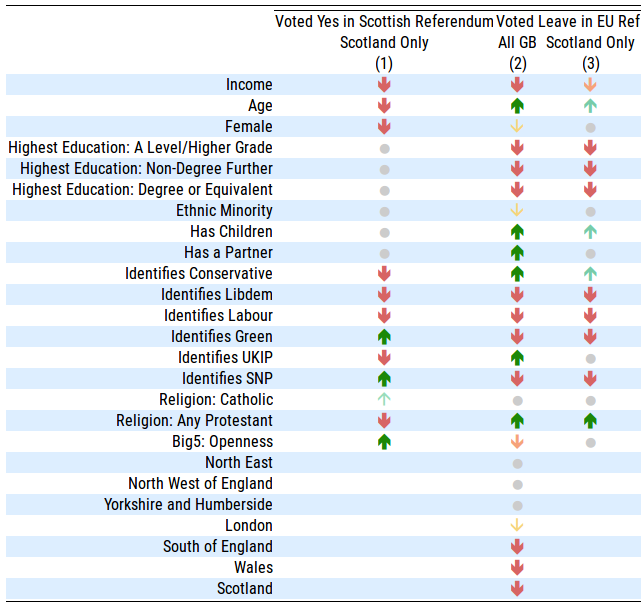 Voted Yes in Scottish Referendum Voted Leave in EU Ref
Scotland Only All GB Scotland Only
(1) (2) (3)
Income
Age
Female
Highest Education: A Level/Higher Grade
Highest Education: Non-Degree Further
Highest Education: Degree or Equivalent
Ethnic Minority
Has Children
Has a Partner
Identifies Conservative
Identifies Libdem
Identifies Labour
Identifies Green
Identifies UKIP
Identifies SNP
Religion: Catholic
Religion: Any Protestant
Big5: Openness
North East
North West of England
Yorkshire and Humberside
London
South of England
Wales
Scotland